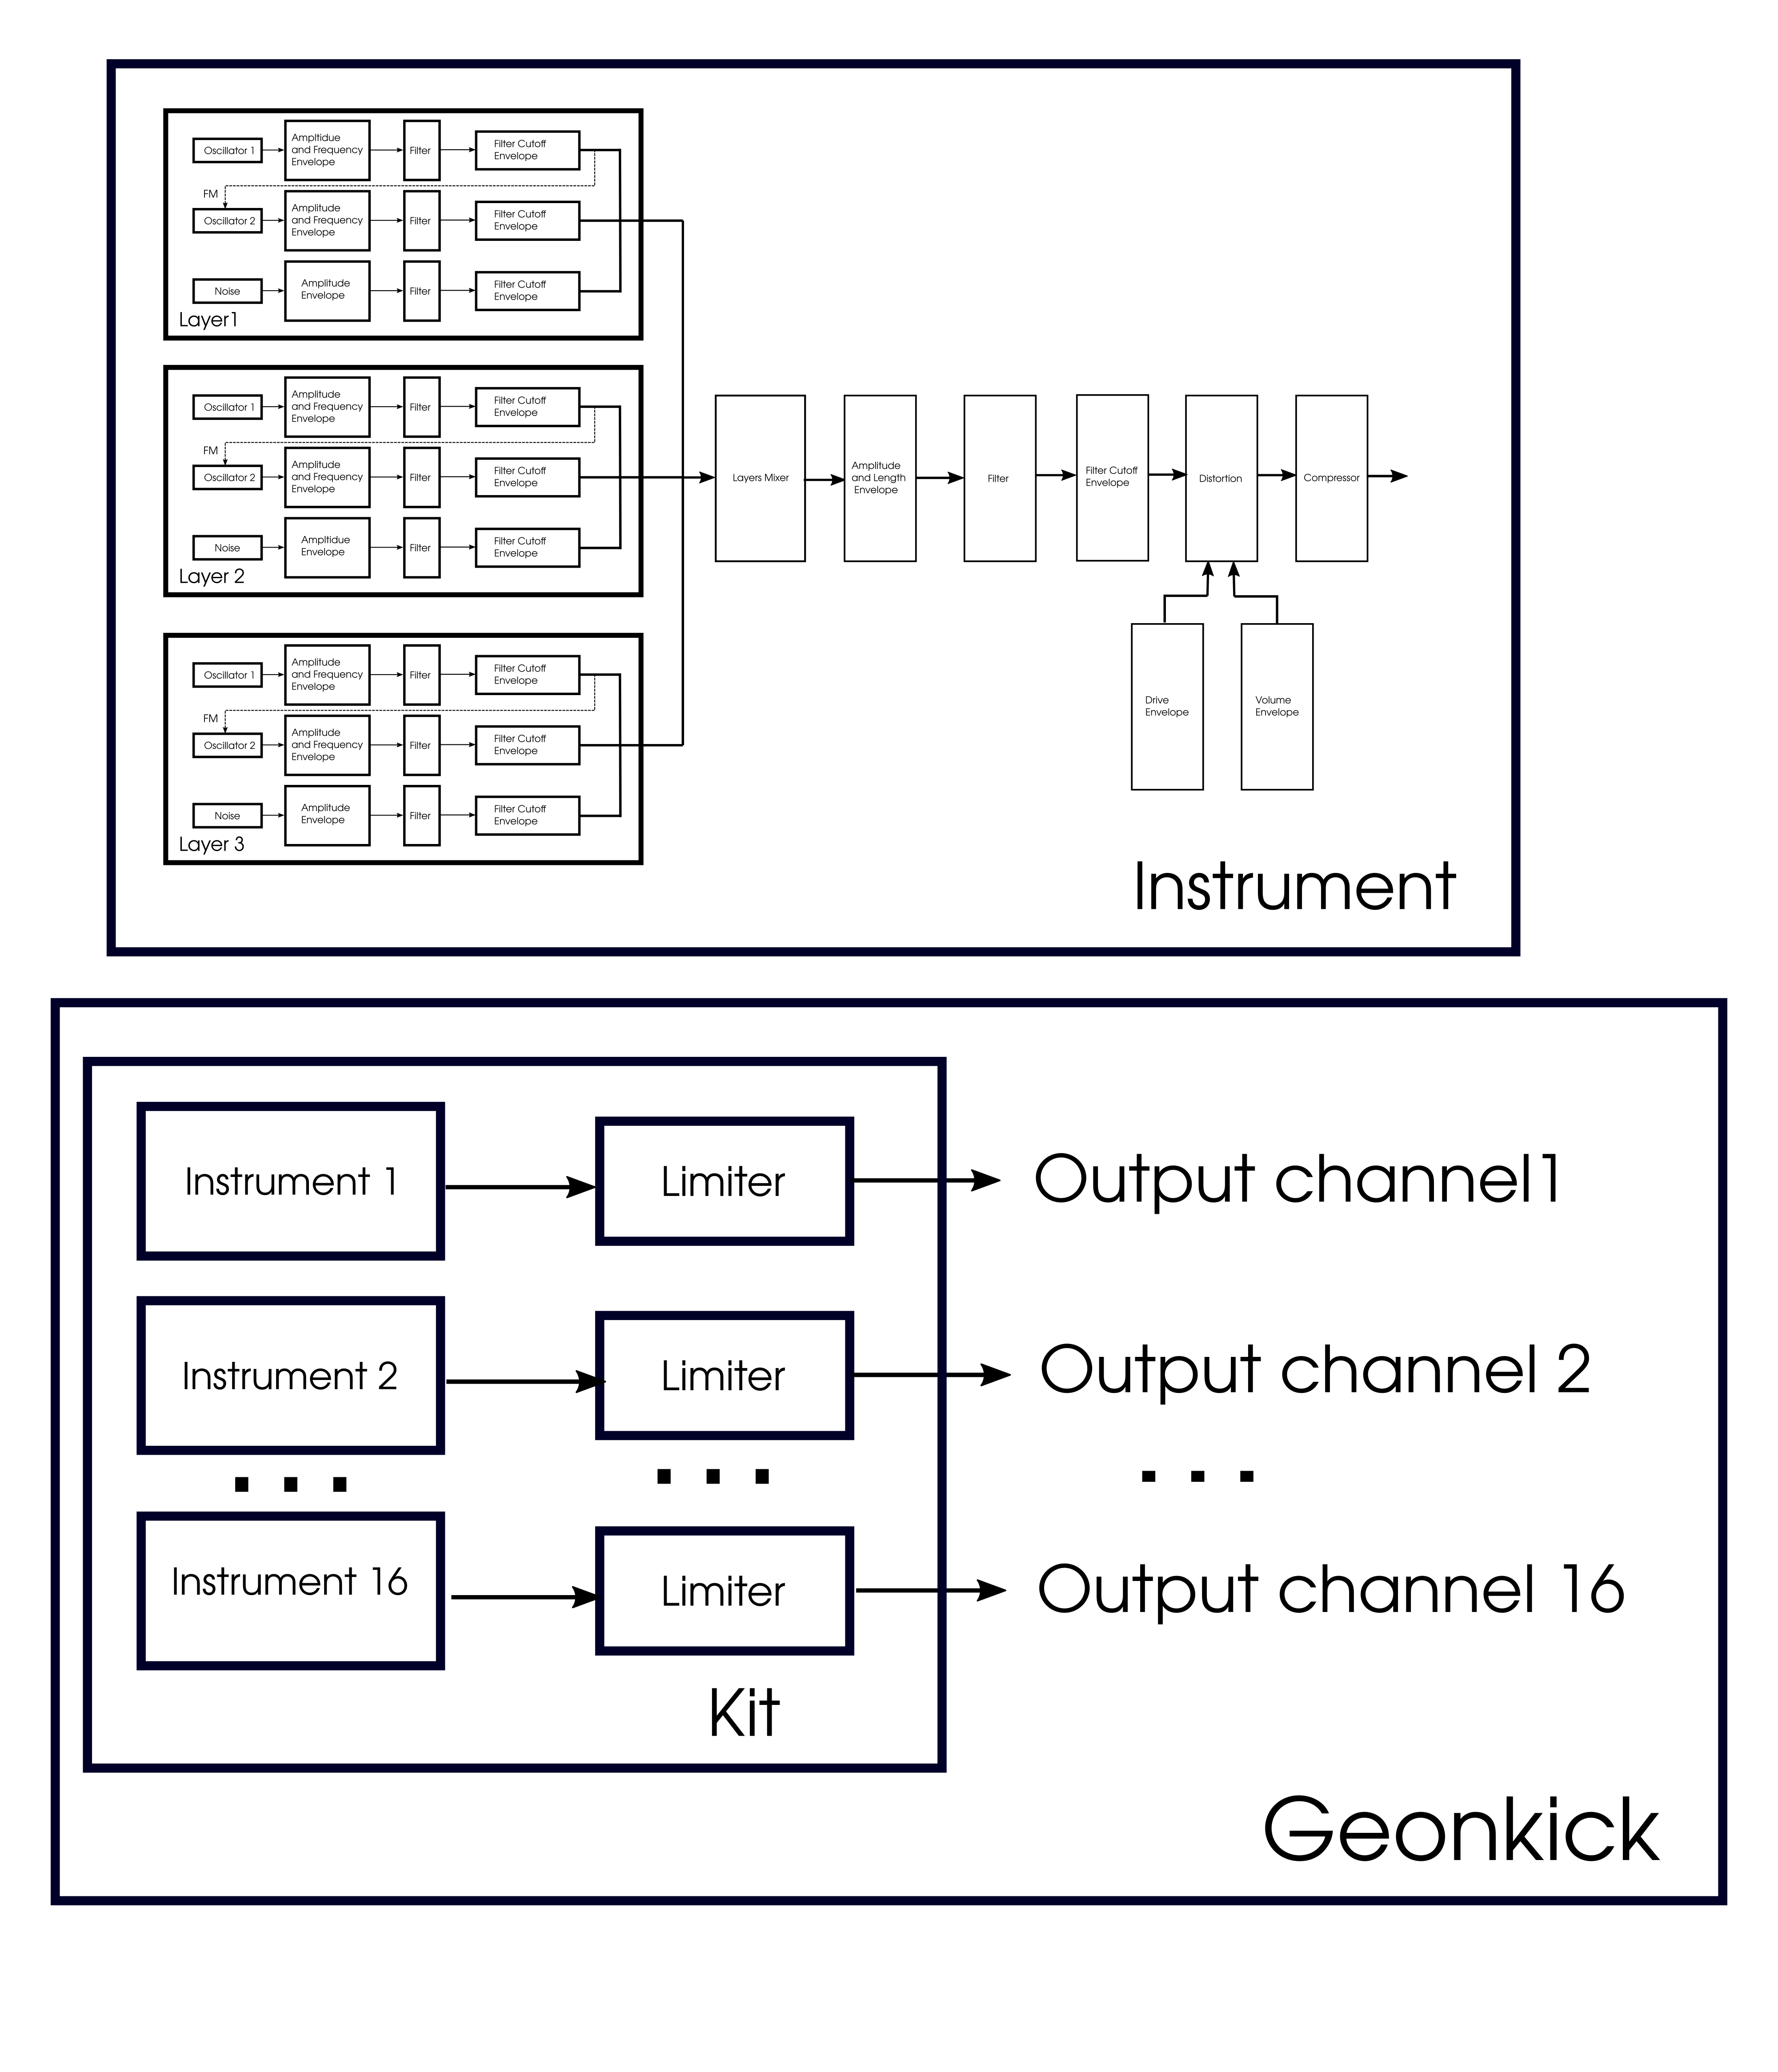 Oscillator 1
Ampltidue
and Frequency
Envelope
Filter
Filter Cutoff
Envelope
FM
Oscillator 2
Amplitude
and Frequency
Envelope
Filter
Filter Cutoff
Envelope
Noise
Amplitude
Envelope
Filter
Filter Cutoff
Envelope
Layer1
Oscillator 1
Amplitude
and Frequency
Envelope
Filter
Filter Cutoff
Envelope
FM
Oscillator 2
Amplitude
and Frequency
Envelope
Filter
Filter Cutoff
Envelope
Noise
Ampltidue
Envelope
Filter
Filter Cutoff
Envelope
Layer 2
Oscillator 1
Amplitude
and Frequency
Envelope
Filter
Filter Cutoff
Envelope
FM
Oscillator 2
Amplitude
and Frequency
Envelope
Filter
Filter Cutoff
Envelope
Noise
Amplitude
Envelope
Filter
Filter Cutoff
Envelope
Layer 3
Layers Mixer
Amplitude
and Length
Envelope
Filter
Filter Cutoff
Envelope
Distortion
Compressor
Drive
Envelope
Volume
Envelope
Instrument
Instrument 1
Limiter
Output channel1
Instrument 2
Limiter
Output channel 2
. . .
. . .
. . .
Instrument 16
Limiter
Output channel 16
Kit
Geonkick